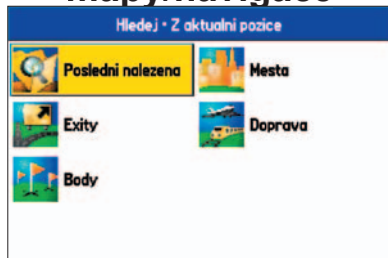 Hledej • Z aktualni pozice
Posledni nalezena
Mesta
Exity
Doprava
Body